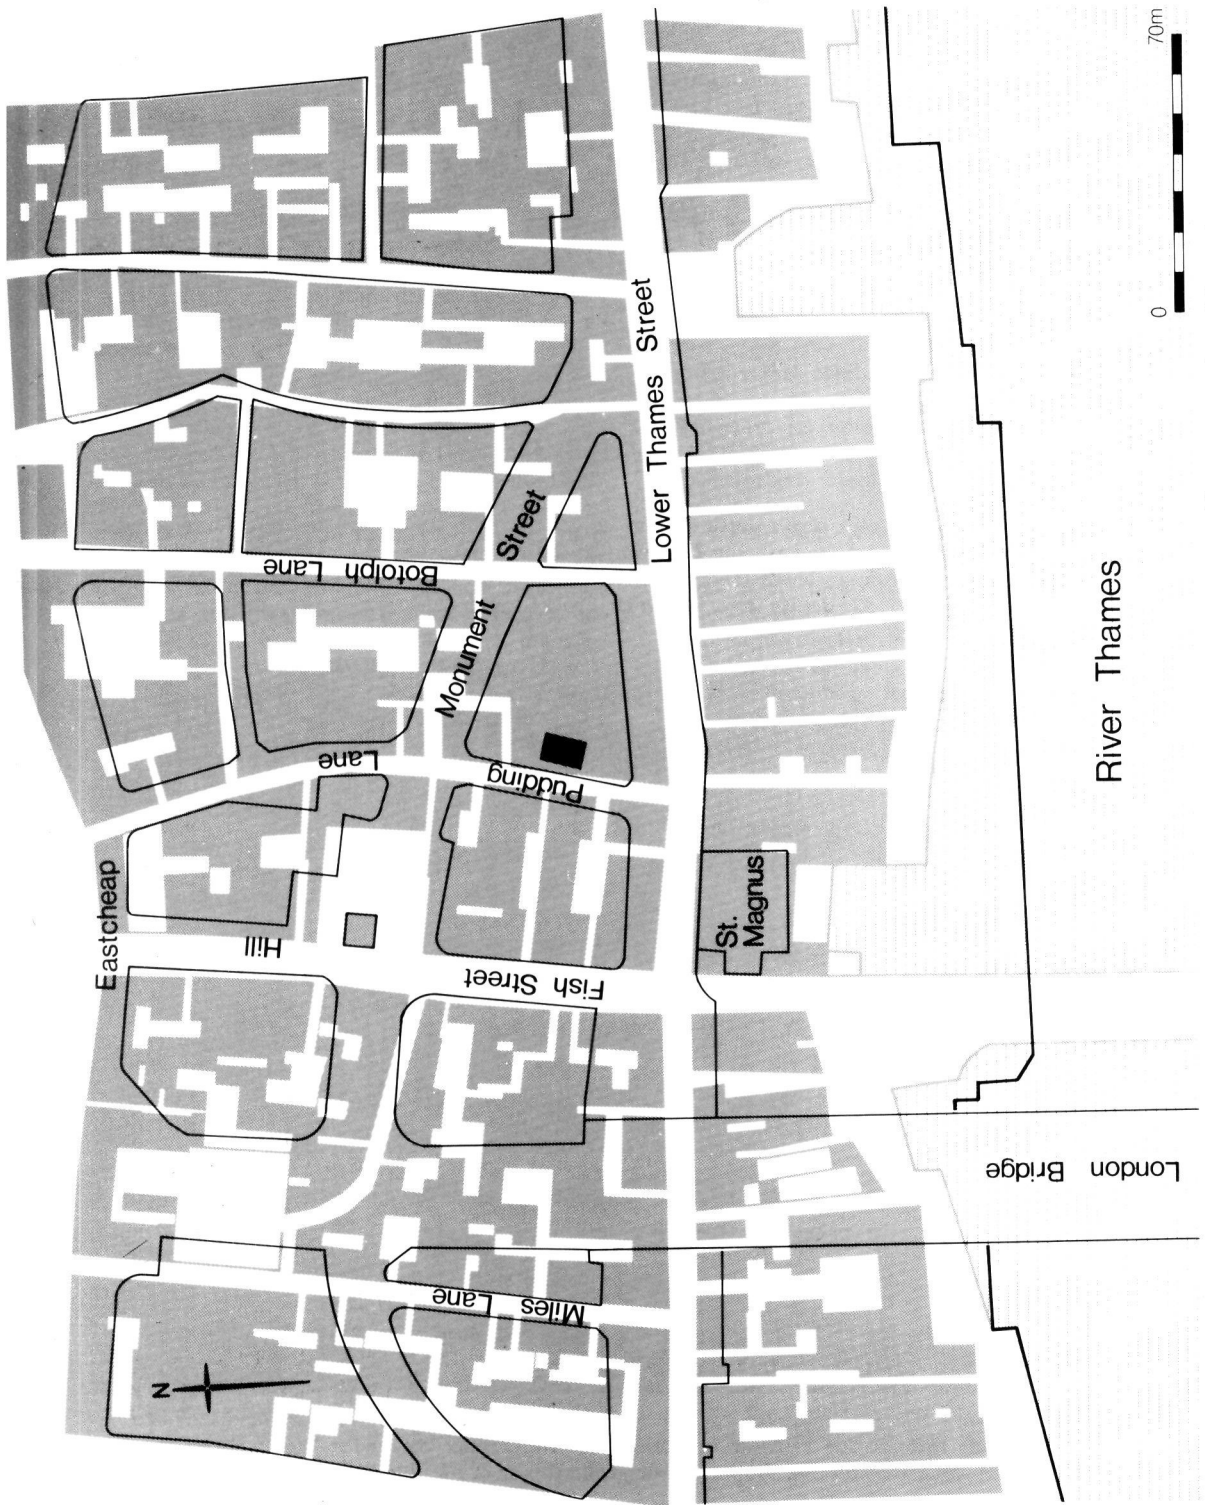 70m
0
Lower Thames Street
Botolph Lane
Monument Street
Pudding Lane
River Thames
Eastcheap
St.
Magnus
Fish Street Hill
London Bridge
Miles Lane
N